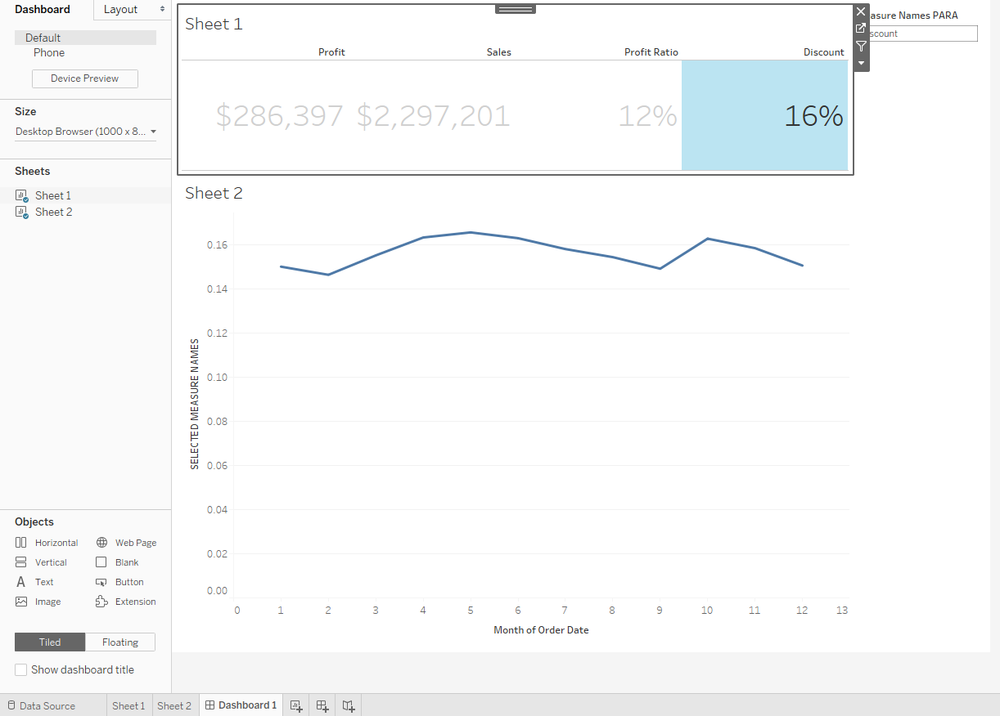 Dashboard
Layout
Default
Phone
Device Preview
Size
Desktop Browser (1000 x 8...
Sheets
Sheet 1
Sheet 2
Objects
Horizontal
Web Page
Vertical
Blank
Text
Button
Image
Extension
Tiled
Floating
Show dashboard title
Sheet 1
Profit
Sales
Profit Ratio
Discount
$286,397
$2,297,201
12%
16%
asure Names PARA
scount
Sheet 2
SELECTED MEASURE NAMES
0.16
0.14
0.12
0.10
0.08
0.06
0.04
0.02
0.00
0 1 2 3 4 5 6 7 8 9 10 11 12 13
Month of Order Date
Data Source
Sheet 1
Sheet 2
Dashboard 1